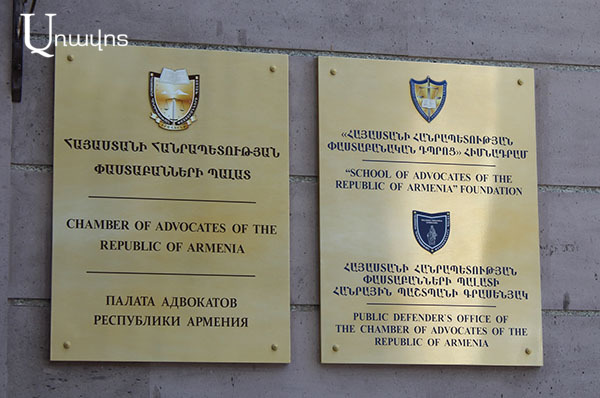 Առավոտ
ՀԱՅԱՍՏԱՆԻ ՀԱՆՐԱՊԵՏՈՒԹՅԱՆ
ՓԱՍՏԱԲԱՆՆԵՐԻ ՊԱԼԱՏ
CHAMBER OF ADVOCATES OF THE
REPUBLIC OF ARMENIA
ПАЛАТА АДВОКАТОВ
РЕСПУБЛИКИ АРМЕНИЯ
«ՀԱՅԱՍՏԱՆԻ ՀԱՆՐԱՊԵՏՈՒԹՅԱՆ
ՓԱՍՏԱԲԱՆԱԿԱՆ ԴՊՐՈՑ» ՀԻՄՆԱԴՐԱՄ
“SCHOOL OF ADVOCATES OF THE
REPUBLIC OF ARMENIA” FOUNDATION
ՀԱՅԱՍՏԱՆԻ ՀԱՆՐԱՊԵՏՈՒԹՅԱՆ
ՓԱՍՏԱԲԱՆՆԵՐԻ ՊԱԼԱՏԻ
ՀԱՆՐԱՅԻՆ ՊԱՇՏՊԱՆԻ ԳՐԱՍԵՆՅԱԿ
PUBLIC DEFENDER'S OFFICE OF
THE CHAMBER OF ADVOCATES OF THE
REPUBLIC OF ARMENIA